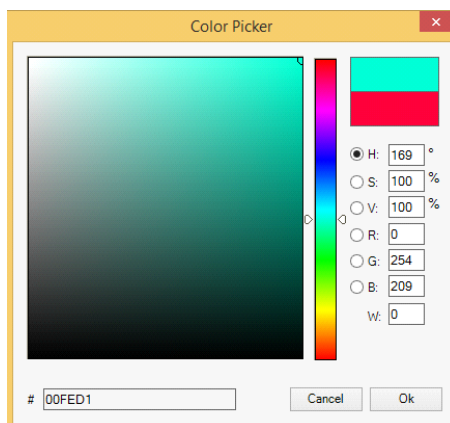 Color Picker
×
H: 169 °
S: 100 %
V: 100 %
R: 0
G: 254
B: 209
W: 0
# 00FED1
Cancel Ok